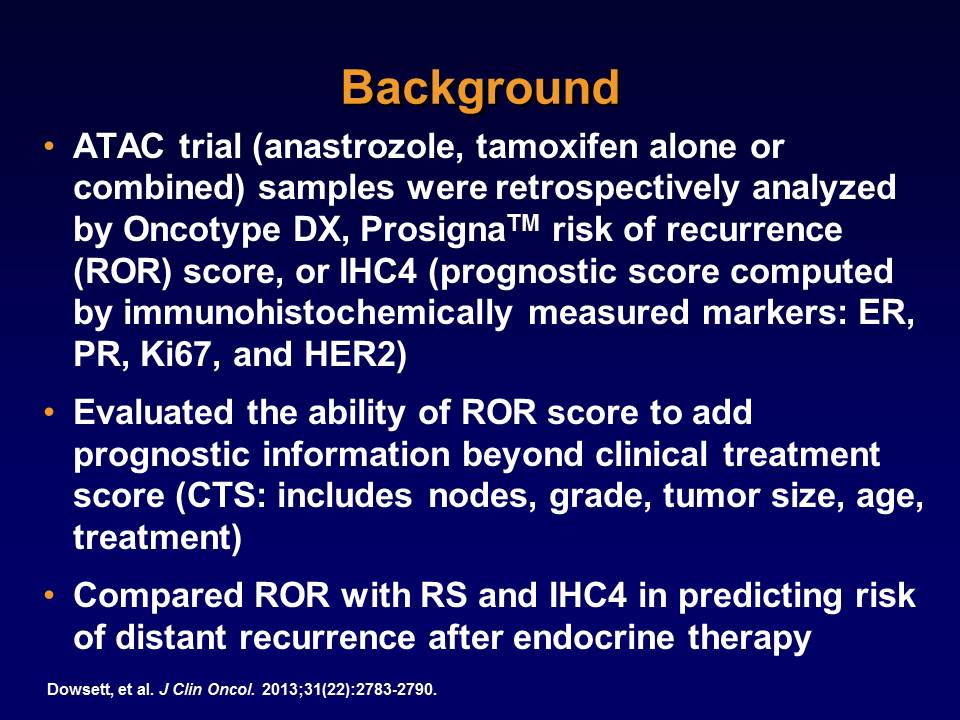 Background
• ATAC trial (anastrozole, tamoxifen alone or
combined) samples were retrospectively analyzed
by Oncotype DX, Prosigna™ risk of recurrence
(ROR) score, or IHC4 (prognostic score computed
by immunohistochemically measured markers: ER,
PR, Ki67, and HER2)
• Evaluated the ability of ROR score to add
prognostic information beyond clinical treatment
score (CTS: includes nodes, grade, tumor size, age,
treatment)
• Compared ROR with RS and IHC4 in predicting risk
of distant recurrence after endocrine therapy
Dowsett, et al. J Clin Oncol. 2013;31(22):2783-2790.